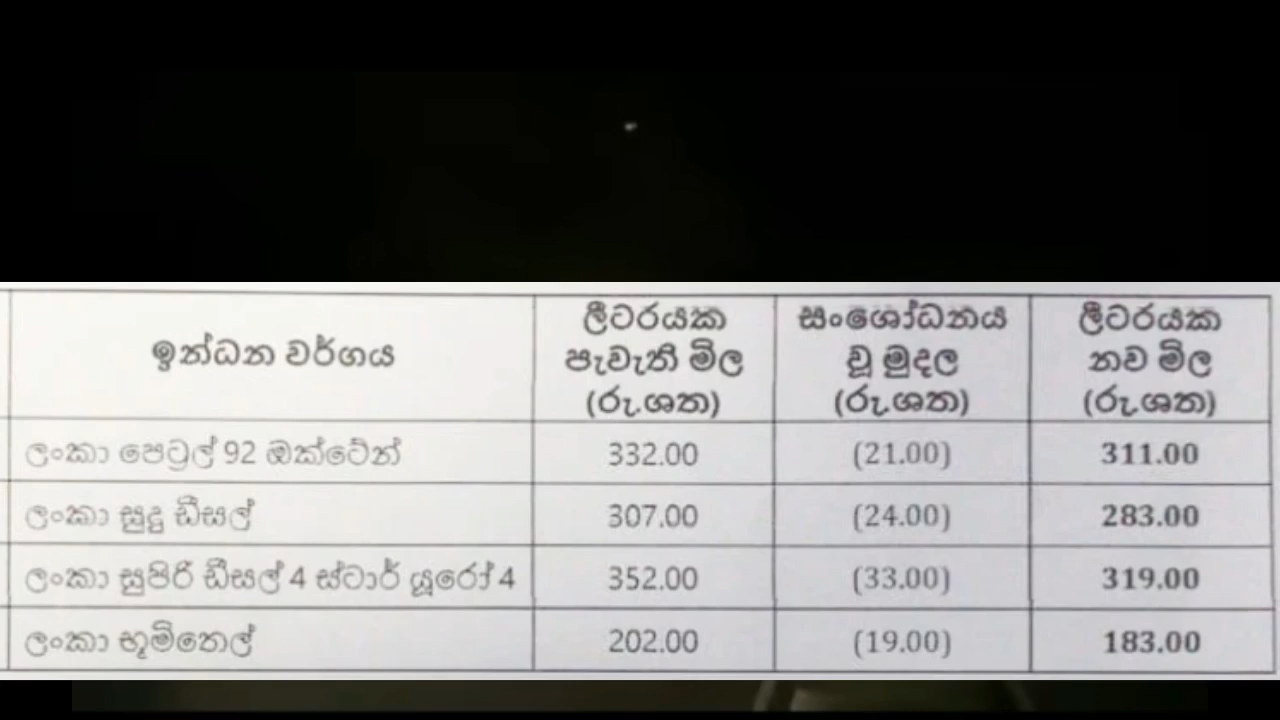 ඉන්ධන වර්ගය
ලීටරයක
පැවැති මිල
(රු.ශත)
සංශෝධනය
වූ මුදල
(රු.ශත)
ලීටරයක
නව මිල
(රු.ශත)
ලංකා පෙට්‍රල් 92 ඔක්ටේන් 332.00 (21.00) 311.00
ලංකා සුදු ඩීසල් 307.00 (24.00) 283.00
ලංකා සුපිරි ඩීසල් 4 ස්ටාර් යූරෝ 4 352.00 (33.00) 319.00
ලංකා භූමිතෙල් 202.00 (19.00) 183.00